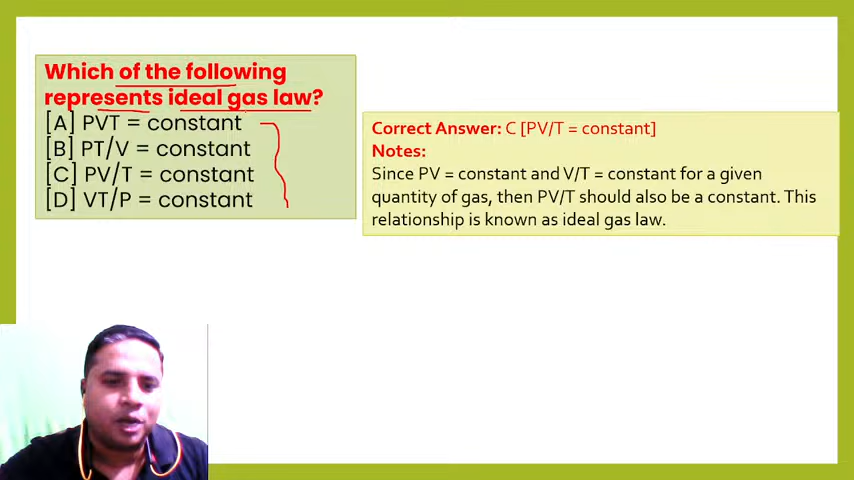 Which of the following
represents ideal gas law?
[A] PVT = constant
[B] PT/V = constant
[C] PV/T = constant
[D] VT/P = constant
Correct Answer: C [PV/T = constant]
Notes:
Since PV = constant and V/T = constant for a given
quantity of gas, then PV/T should also be a constant. This
relationship is known as ideal gas law.